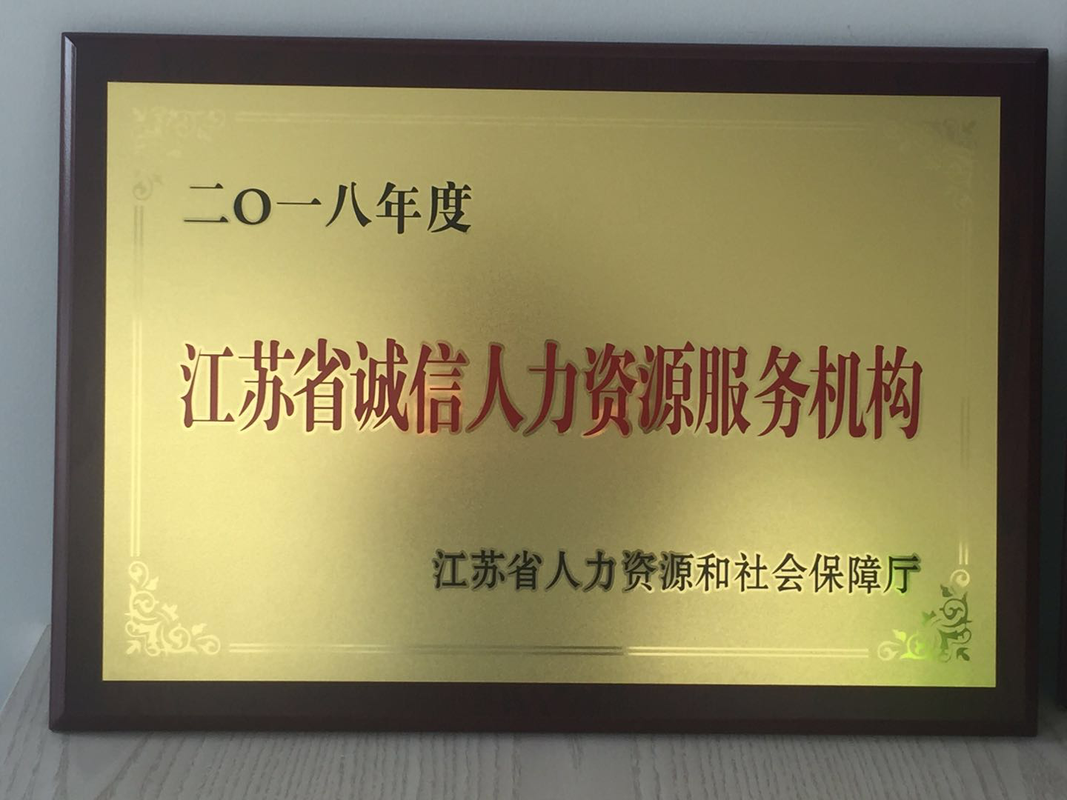 二〇一八年度
江苏省诚信人力资源服务机构
江苏省人力资源和社会保障厅